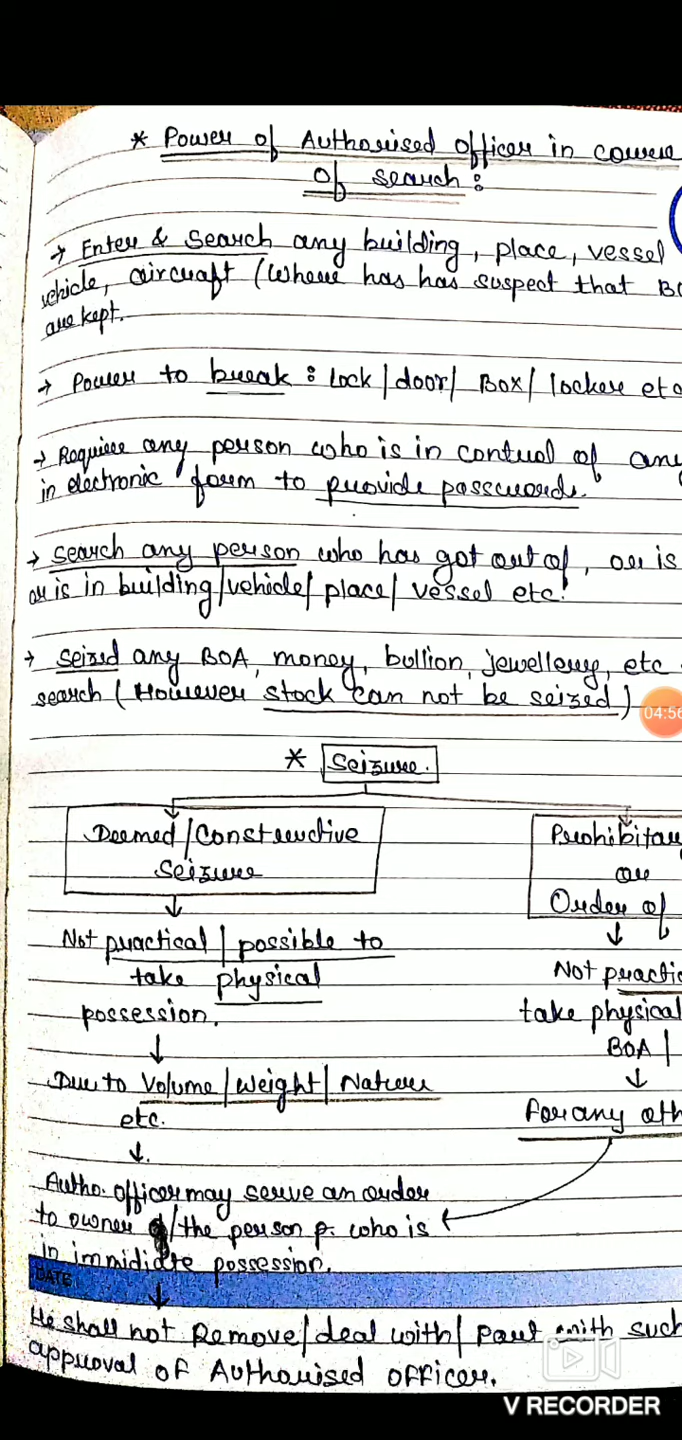 * Power of Authorised officer in course
of search :
→ Enter & Search any building, place, vessel
vehicle, aircraft (where has has suspect that
are kept.
→ Power to break : Lock / door / Box / locker etc
→ Require any person who is in control of any
in electronic form to provide passwords.
→ Search any person who has got out of, or is
or is in building / vehicle / place / vessel etc.
→ Seized any BOA, money, bullion, jewellery, etc
search (However stock can not be seized)
04:56
* Seizure.
Deemed / Constructive
Seizure
Not practical / possible to
take physical
possession.
Due to Volume / Weight / Nature
etc.
Prohibitary
or
Order of
Not practic
take physical
BOA /
For any oth
Autho. officer may serve an order
to owner / the person p. who is
in immidiate possession.
DATE
He shall not Remove / deal with / Part with such
approval of Authorised officer.
V RECORDER